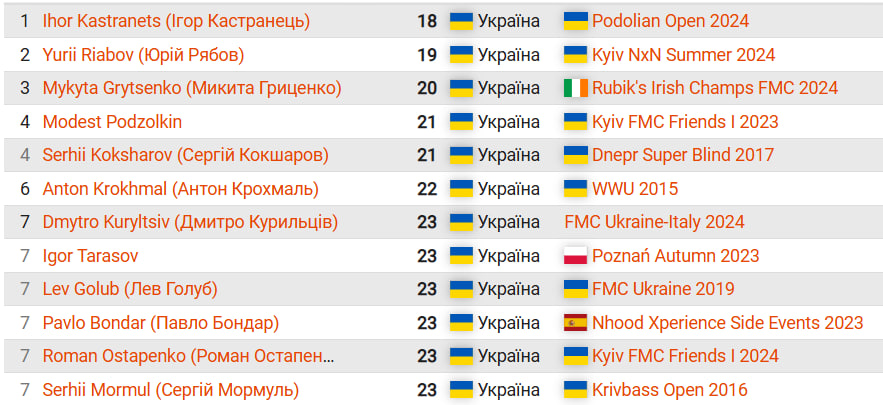 1 Ihor Kastranets (Ігор Кастранець) 18 Україна Podolian Open 2024
2 Yurii Riabov (Юрій Рябов) 19 Україна Kyiv NxN Summer 2024
3 Mykyta Grytsenko (Микита Гриценко) 20 Україна Rubik's Irish Champs FMC 2024
4 Modest Podzolkin 21 Україна Kyiv FMC Friends I 2023
4 Serhii Koksharov (Сергій Кокшаров) 21 Україна Dnepr Super Blind 2017
6 Anton Krokhmal (Антон Крохмаль) 22 Україна WWU 2015
7 Dmytro Kuryltsiv (Дмитро Курильців) 23 Україна FMC Ukraine-Italy 2024
7 Igor Tarasov 23 Україна Poznań Autumn 2023
7 Lev Golub (Лев Голуб) 23 Україна FMC Ukraine 2019
7 Pavlo Bondar (Павло Бондар) 23 Україна Nhood Xperience Side Events 2023
7 Roman Ostapenko (Роман Остапен... 23 Україна Kyiv FMC Friends I 2024
7 Serhii Mormul (Сергій Мормуль) 23 Україна Krivbass Open 2016